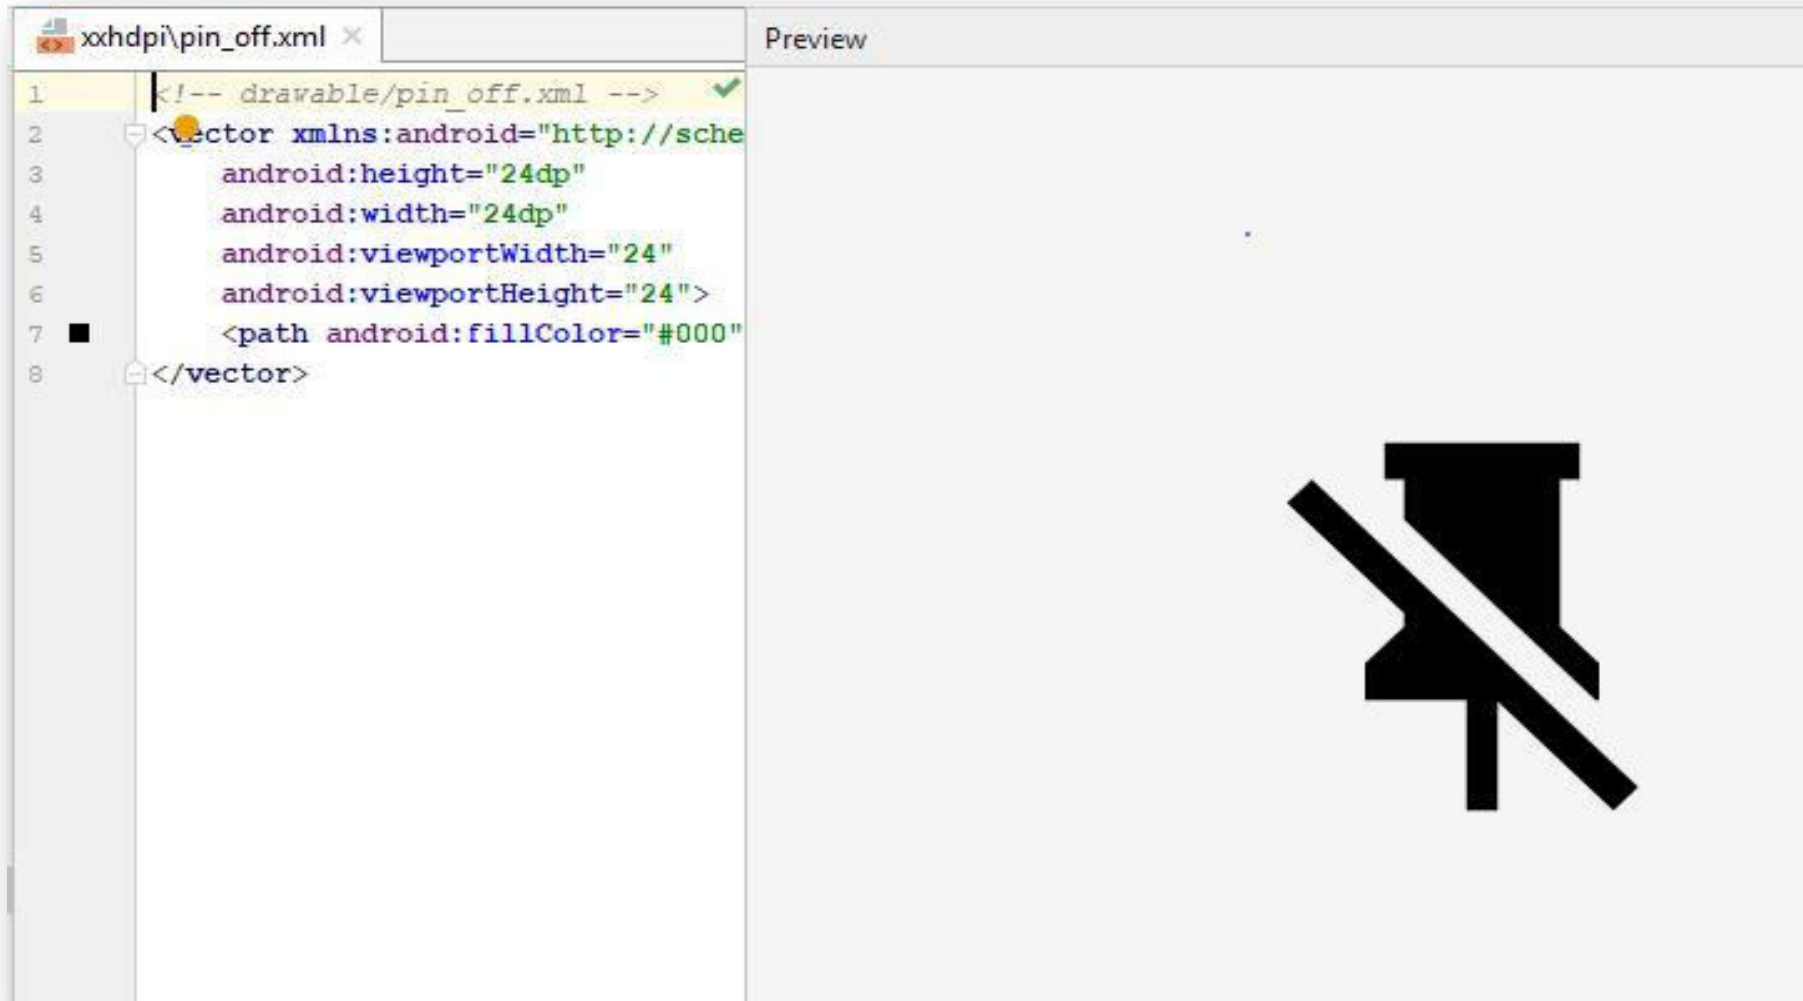 xxhdpi\pin_off.xml
Preview
1 <!-- drawable/pin_off.xml -->
2 <vector xmlns:android="http://sche
3 android:height="24dp"
4 android:width="24dp"
5 android:viewportWidth="24"
6 android:viewportHeight="24">
7 <path android:fillColor="#000"
8 </vector>